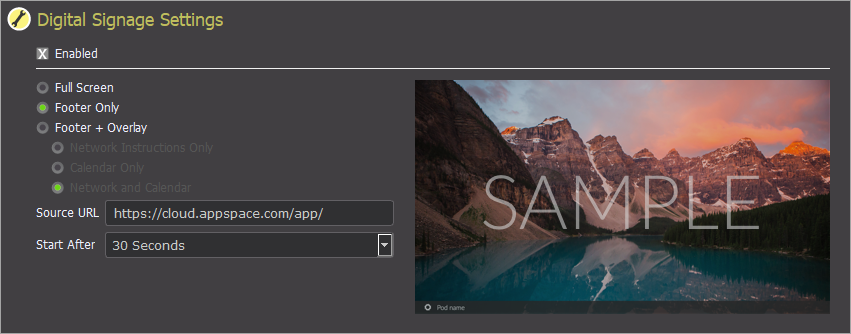 Digital Signage Settings
X Enabled
Full Screen
Footer Only
Footer + Overlay
Network Instructions Only
Calendar Only
Network and Calendar
Source URL https://cloud.appspace.com/app/
Start After 30 Seconds
SAMPLE
Pod name